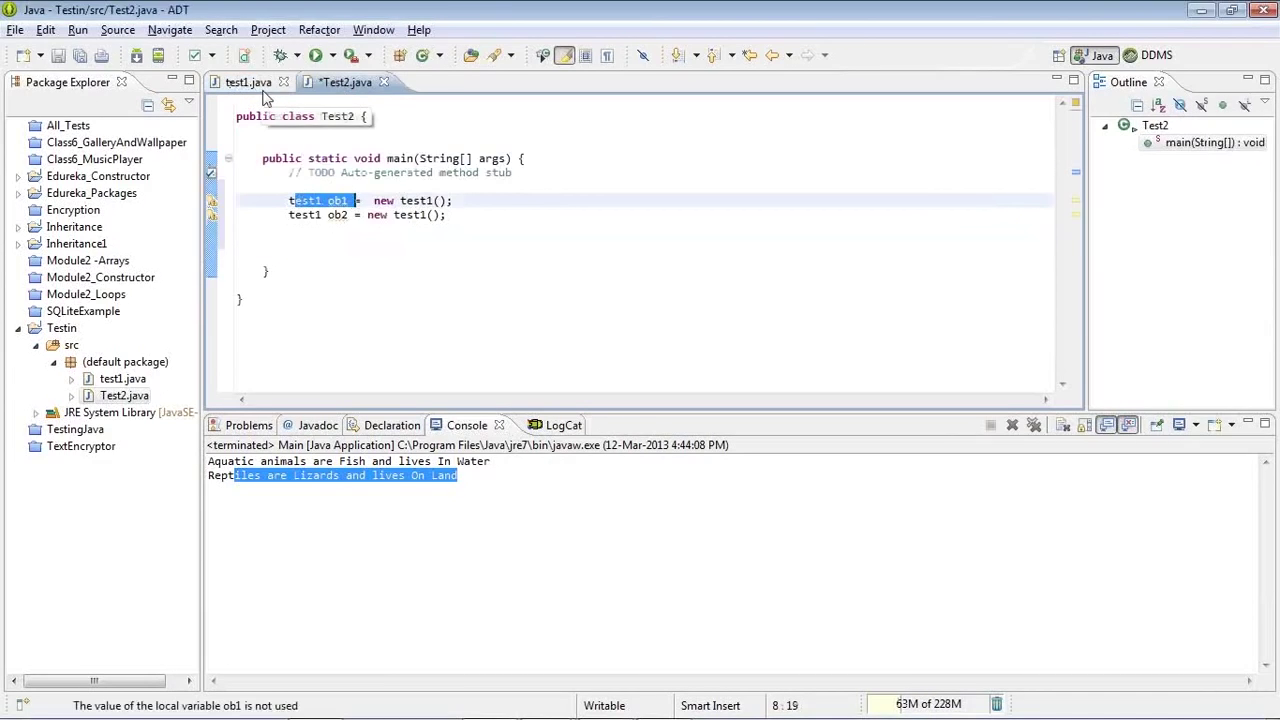 Java - Testin/src/Test2.java - ADT
File Edit Run Source Navigate Search Project Refactor Window Help
Java DDMS
Package Explorer
test1.java
*Test2.java
Outline
All_Tests
Class6_GalleryAndWallpaper
Class6_MusicPlayer
Edureka_Constructor
Edureka_Packages
Encryption
Inheritance
Inheritance1
Module2 -Arrays
Module2_Constructor
Module2_Loops
SQLiteExample
Testin
src
(default package)
test1.java
Test2.java
JRE System Library [JavaSE-
TestingJava
TextEncryptor
public class Test2 {
public static void main(String[] args) {
// TODO Auto-generated method stub
test1 ob1 =  new test1();
test1 ob2 = new test1();
}
}
Test2
main(String[]) : void
Problems @ Javadoc Declaration Console LogCat
<terminated> Main [Java Application] C:\Program Files\Java\jre7\bin\javaw.exe (12-Mar-2013 4:44:08 PM)
Aquatic animals are Fish and lives In Water
Reptiles are Lizards and lives On Land
The value of the local variable ob1 is not used
Writable
Smart Insert
8 : 19
63M of 228M